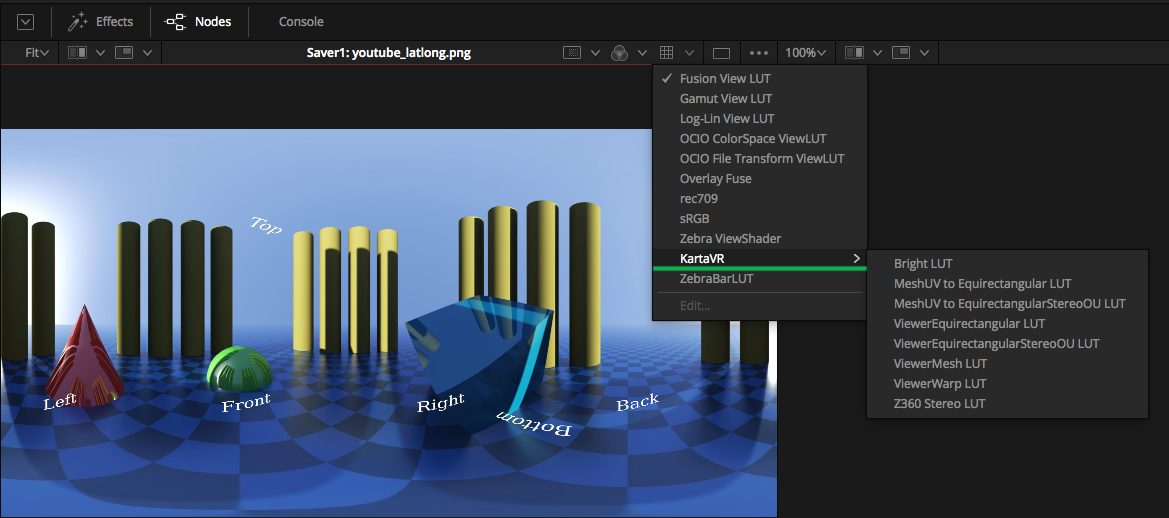 Effects Nodes Console
Fit Saver1: youtube_latlong.png 100%
Fusion View LUT
Gamut View LUT
Log-Lin View LUT
OCIO ColorSpace ViewLUT
OCIO File Transform ViewLUT
Overlay Fuse
rec709
sRGB
Zebra ViewShader
KartaVR
ZebraBarLUT
Edit...
Bright LUT
MeshUV to Equirectangular LUT
MeshUV to EquirectangularStereoOU LUT
ViewerEquirectangular LUT
ViewerEquirectangularStereoOU LUT
ViewerMesh LUT
ViewerWarp LUT
Z360 Stereo LUT
Top
Left
Front
Right
Bottom
Back